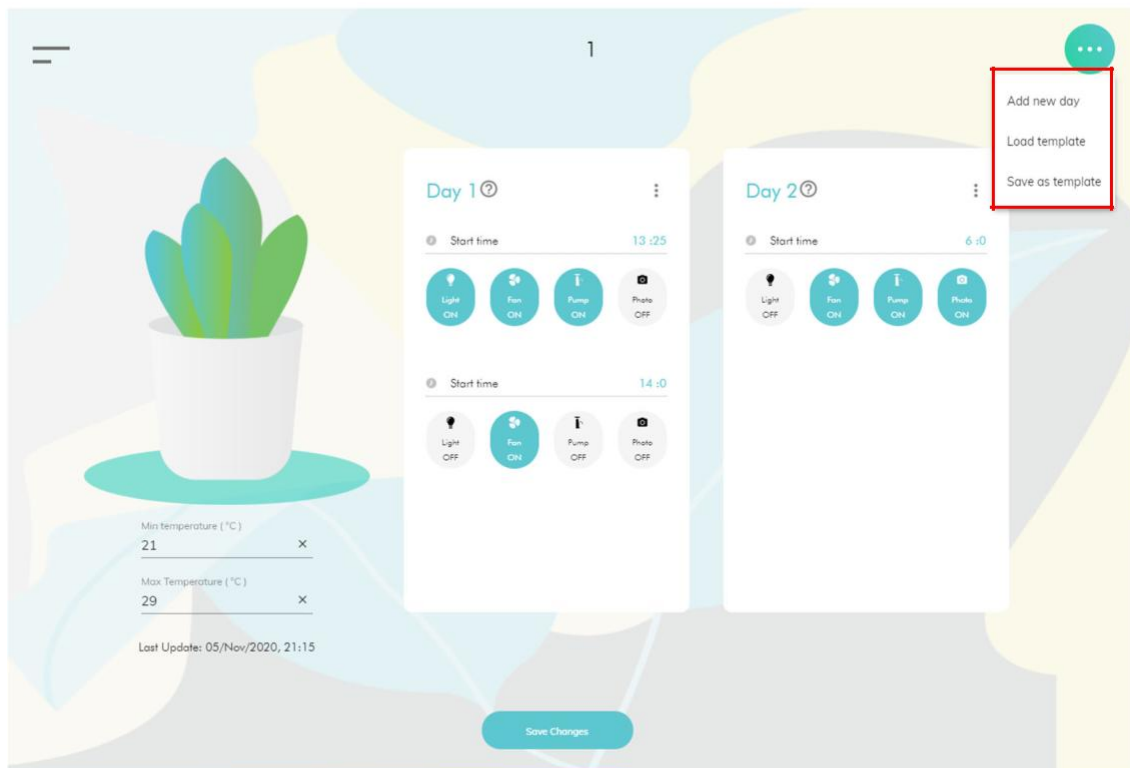 1
Add new day
Load template
Save as template
Day 1
Start time 13 :25
Light Fan Pump Photo
ON ON ON OFF
Start time 14 :0
Light Fan Pump Photo
OFF ON OFF OFF
Day 2
Start time 6 :0
Light Fan Pump Photo
OFF ON ON ON
Min temperature ( °C )
21
Max Temperature ( °C )
29
Last Update: 05/Nov/2020, 21:15
Save Changes